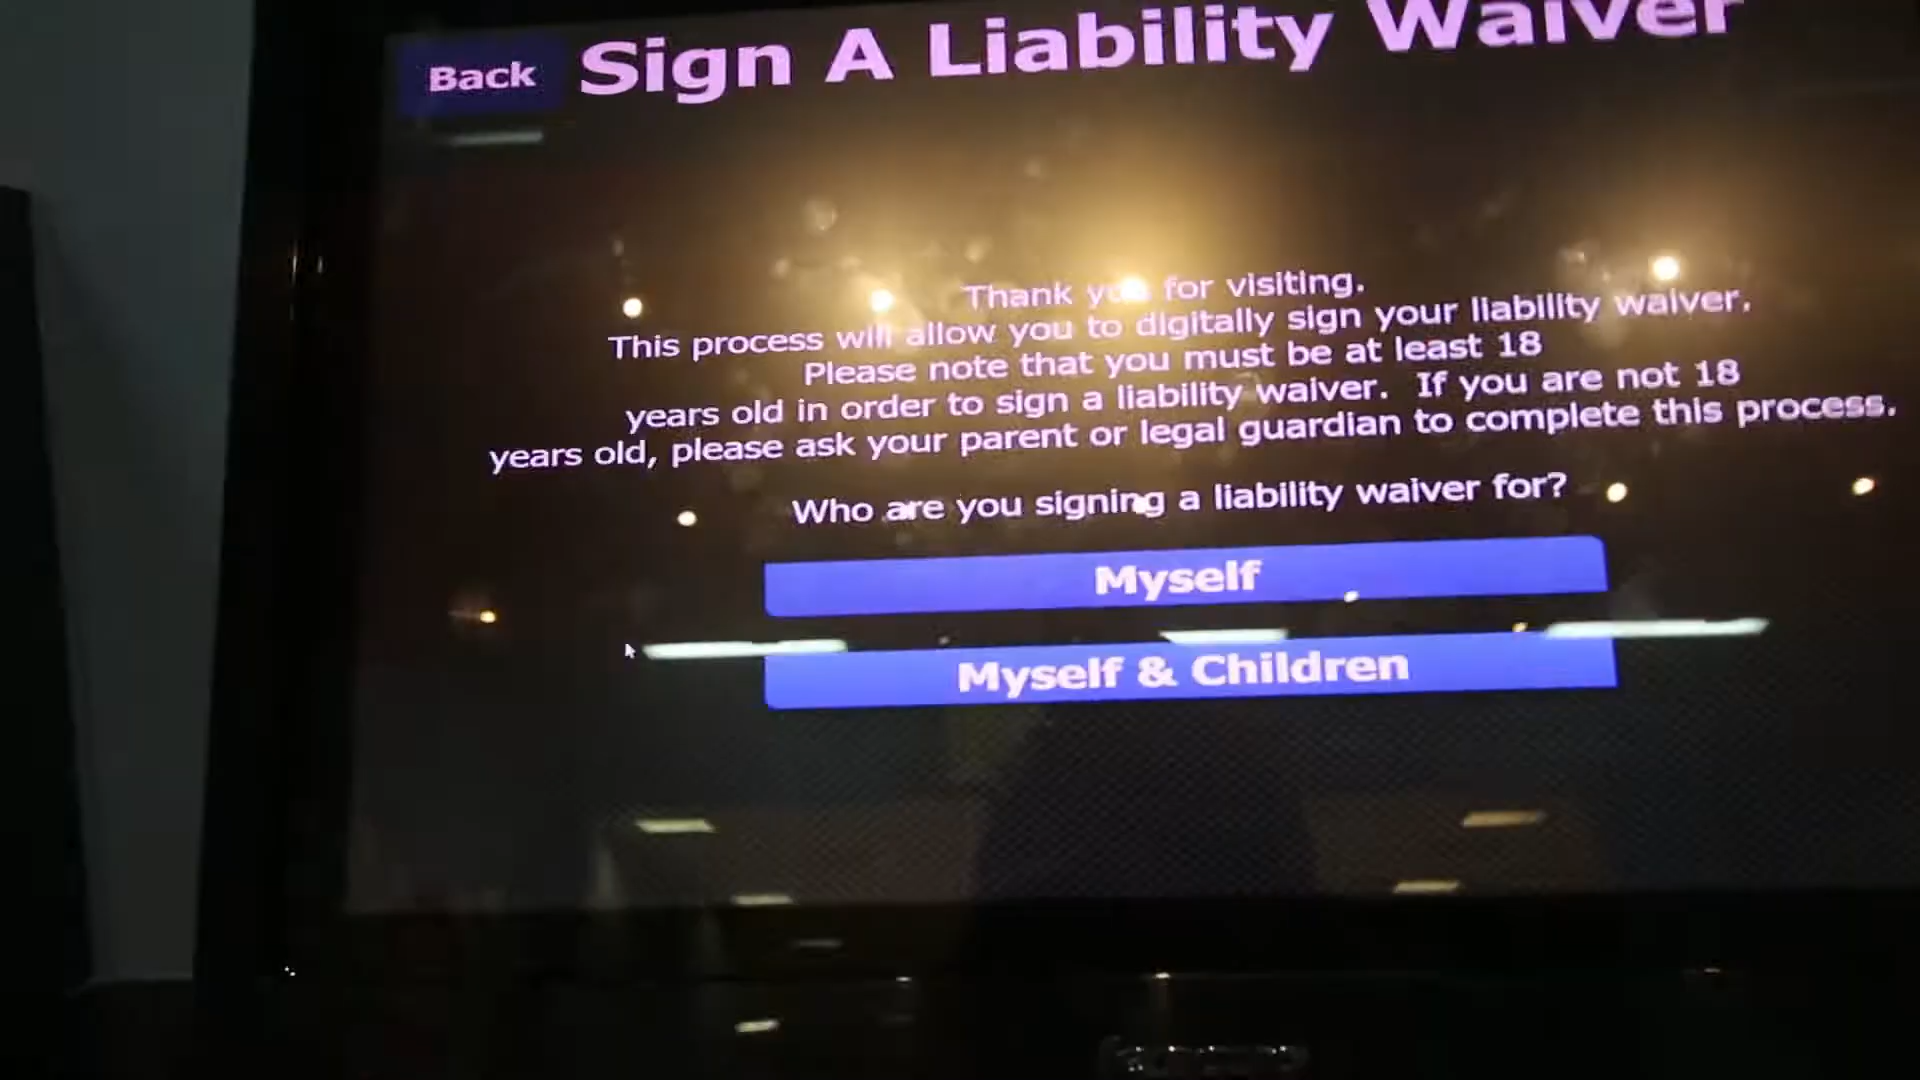 Back
Sign A Liability Waiver
Thank you for visiting.
This process will allow you to digitally sign your liability waiver.
Please note that you must be at least 18
years old in order to sign a liability waiver. If you are not 18
years old, please ask your parent or legal guardian to complete this process.
Who are you signing a liability waiver for?
Myself
Myself & Children